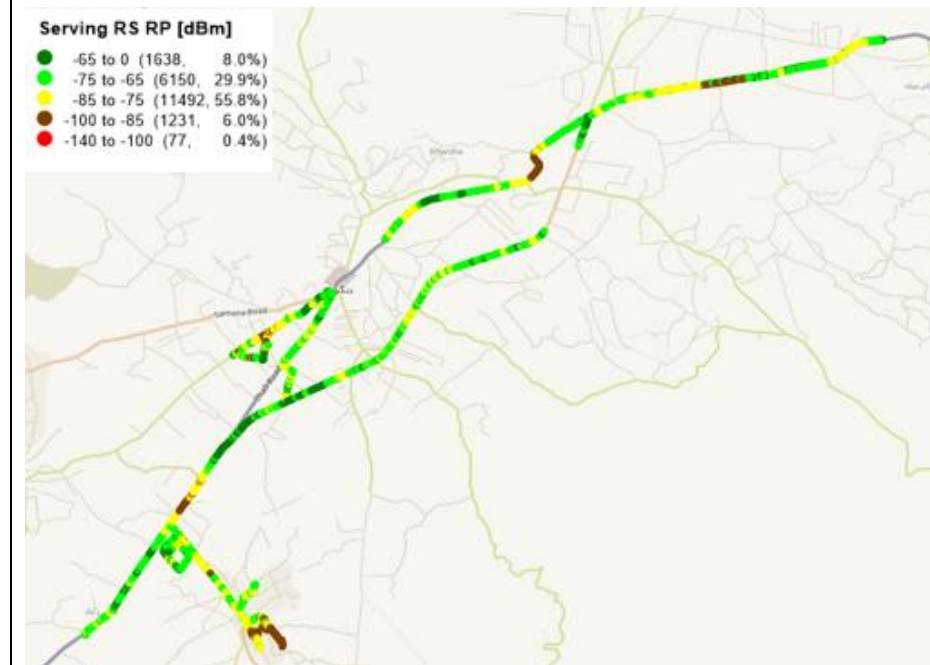 Serving RS RP [dBm]
-65 to 0 (1638, 8.0%)
-75 to -65 (6150, 29.9%)
-85 to -75 (11492, 55.8%)
-100 to -85 (1231, 6.0%)
-140 to -100 (77, 0.4%)
Road